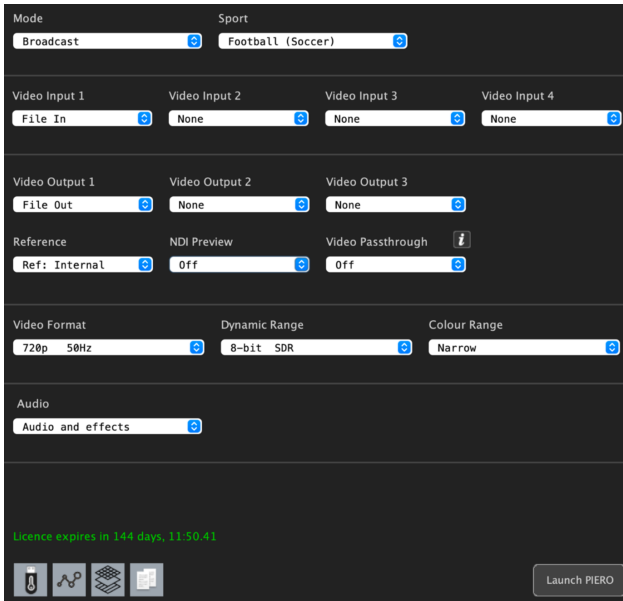 Mode Sport
Broadcast Football (Soccer)
Video Input 1 Video Input 2 Video Input 3 Video Input 4
File In None None None
Video Output 1 Video Output 2 Video Output 3
File Out None None
Reference NDI Preview Video Passthrough i
Ref: Internal Off Off
Video Format Dynamic Range Colour Range
720p 50Hz 8-bit SDR Narrow
Audio
Audio and effects
Licence expires in 144 days, 11:50.41
Launch PIERO